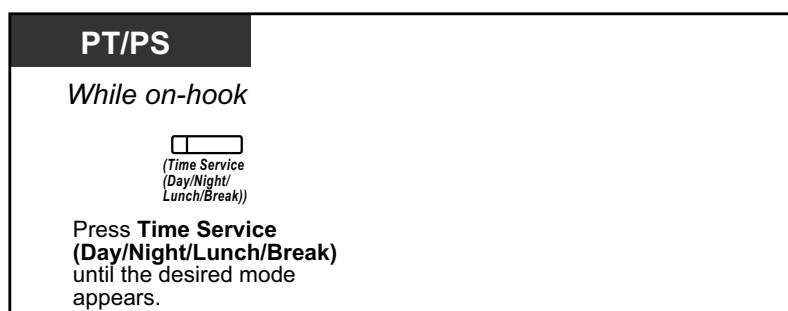 PT/PS
While on-hook
(Time Service
(Day/Night/
Lunch/Break))
Press Time Service
(Day/Night/Lunch/Break)
until the desired mode
appears.